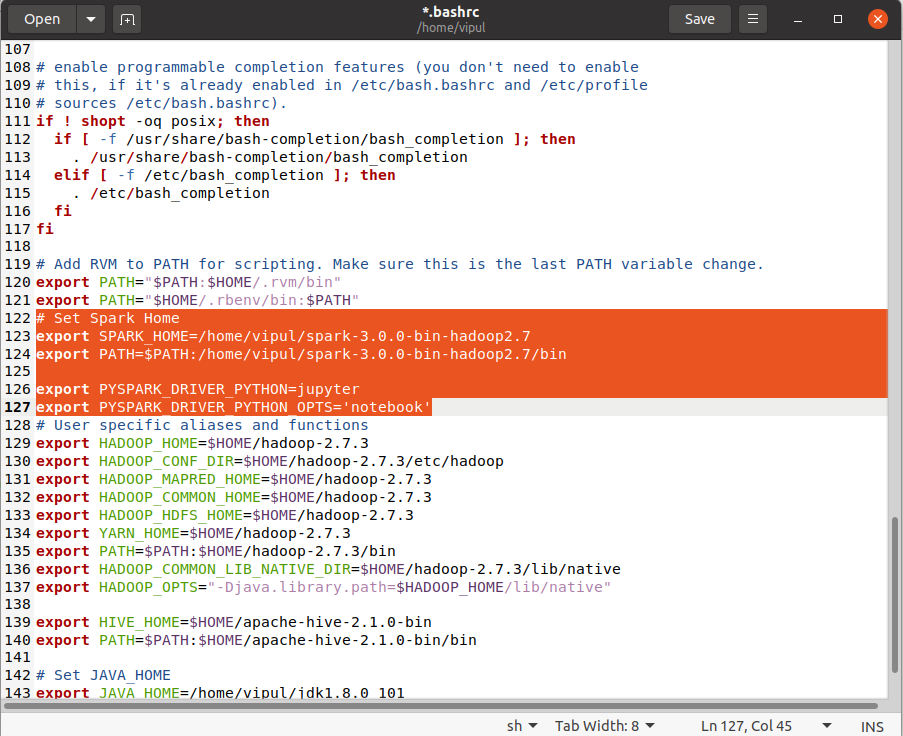 Open
*.bashrc
/home/vipul
Save
107
108 # enable programmable completion features (you don't need to enable
109 # this, if it's already enabled in /etc/bash.bashrc and /etc/profile
110 # sources /etc/bash.bashrc).
111 if ! shopt -oq posix; then
112   if [ -f /usr/share/bash-completion/bash_completion ]; then
113     . /usr/share/bash-completion/bash_completion
114   elif [ -f /etc/bash_completion ]; then
115     . /etc/bash_completion
116   fi
117 fi
118
119 # Add RVM to PATH for scripting. Make sure this is the last PATH variable change.
120 export PATH="$PATH:$HOME/.rvm/bin"
121 export PATH="$HOME/.rbenv/bin:$PATH"
122 # Set Spark Home
123 export SPARK_HOME=/home/vipul/spark-3.0.0-bin-hadoop2.7
124 export PATH=$PATH:/home/vipul/spark-3.0.0-bin-hadoop2.7/bin
125
126 export PYSPARK_DRIVER_PYTHON=jupyter
127 export PYSPARK_DRIVER_PYTHON_OPTS='notebook'
128 # User specific aliases and functions
129 export HADOOP_HOME=$HOME/hadoop-2.7.3
130 export HADOOP_CONF_DIR=$HOME/hadoop-2.7.3/etc/hadoop
131 export HADOOP_MAPRED_HOME=$HOME/hadoop-2.7.3
132 export HADOOP_COMMON_HOME=$HOME/hadoop-2.7.3
133 export HADOOP_HDFS_HOME=$HOME/hadoop-2.7.3
134 export YARN_HOME=$HOME/hadoop-2.7.3
135 export PATH=$PATH:$HOME/hadoop-2.7.3/bin
136 export HADOOP_COMMON_LIB_NATIVE_DIR=$HOME/hadoop-2.7.3/lib/native
137 export HADOOP_OPTS="-Djava.library.path=$HADOOP_HOME/lib/native"
138
139 export HIVE_HOME=$HOME/apache-hive-2.1.0-bin
140 export PATH=$PATH:$HOME/apache-hive-2.1.0-bin/bin
141
142 # Set JAVA_HOME
143 export JAVA_HOME=/home/vipul/jdk1.8.0_101
sh Tab Width: 8 Ln 127, Col 45 INS